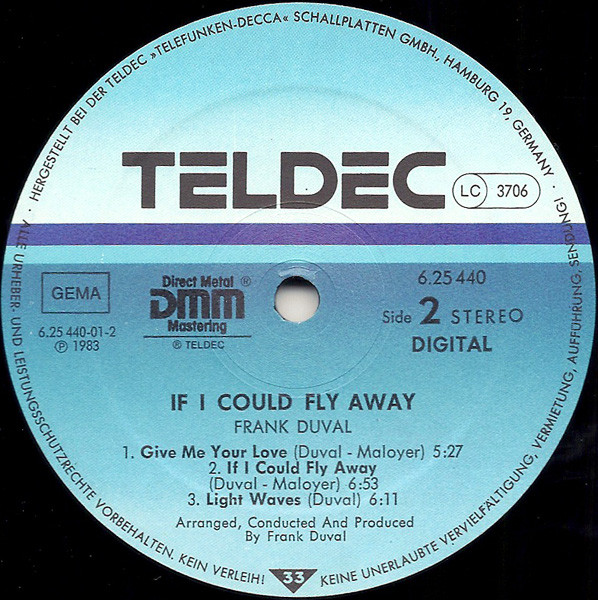 · HERGESTELLT BEI DER TELDEC »TELEFUNKEN-DECCA« SCHALLPLATTEN GMBH., HAMBURG 19, GERMANY ·
TELDEC
LC 3706
GEMA
6.25 440-01-2
℗ 1983
Direct Metal ®
DMM
Mastering
® TELDEC
6.25 440
Side 2 STEREO
DIGITAL
IF I COULD FLY AWAY
FRANK DUVAL
1. Give Me Your Love (Duval - Maloyer) 5:27
2. If I Could Fly Away
(Duval - Maloyer) 6:53
3. Light Waves (Duval) 6:11
Arranged, Conducted And Produced
By Frank Duval
33
ALLE URHEBER- UND LEISTUNGSSCHUTZRECHTE VORBEHALTEN. KEIN VERLEIH! KEINE UNERLAUBTE VERVIELFÄLTIGUNG, VERMIETUNG, AUFFÜHRUNG, SENDUNG!